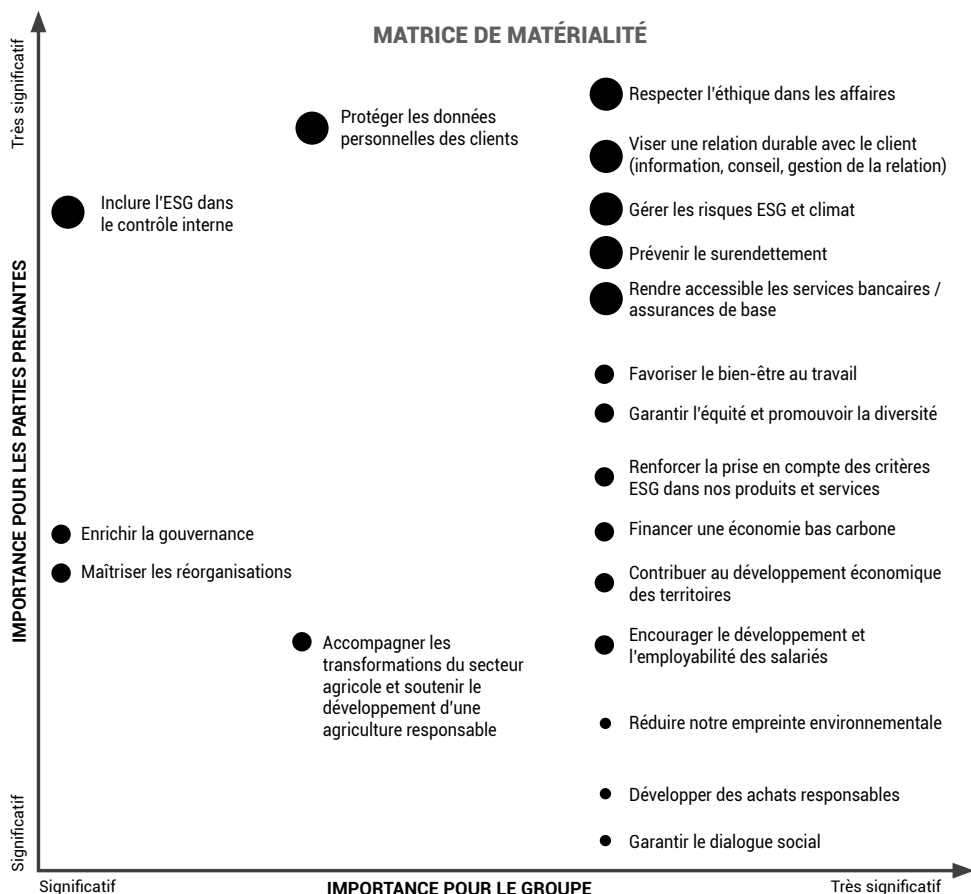 MATRICE DE MATÉRIALITÉ
Très significatif
IMPORTANCE POUR LES PARTIES PRENANTES
Significatif
Respecter l'éthique dans les affaires
Protéger les données
personnelles des clients
Viser une relation durable avec le client
(information, conseil, gestion de la relation)
Inclure l'ESG dans
le contrôle interne
Gérer les risques ESG et climat
Prévenir le surendettement
Rendre accessible les services bancaires /
assurances de base
Favoriser le bien-être au travail
Garantir l'équité et promouvoir la diversité
Renforcer la prise en compte des critères
ESG dans nos produits et services
Enrichir la gouvernance
Financer une économie bas carbone
Maîtriser les réorganisations
Contribuer au développement économique
des territoires
Accompagner les
transformations du secteur
agricole et soutenir le
développement d'une
agriculture responsable
Encourager le développement et
l'employabilité des salariés
Réduire notre empreinte environnementale
Développer des achats responsables
Garantir le dialogue social
Significatif
IMPORTANCE POUR LE GROUPE
Très significatif